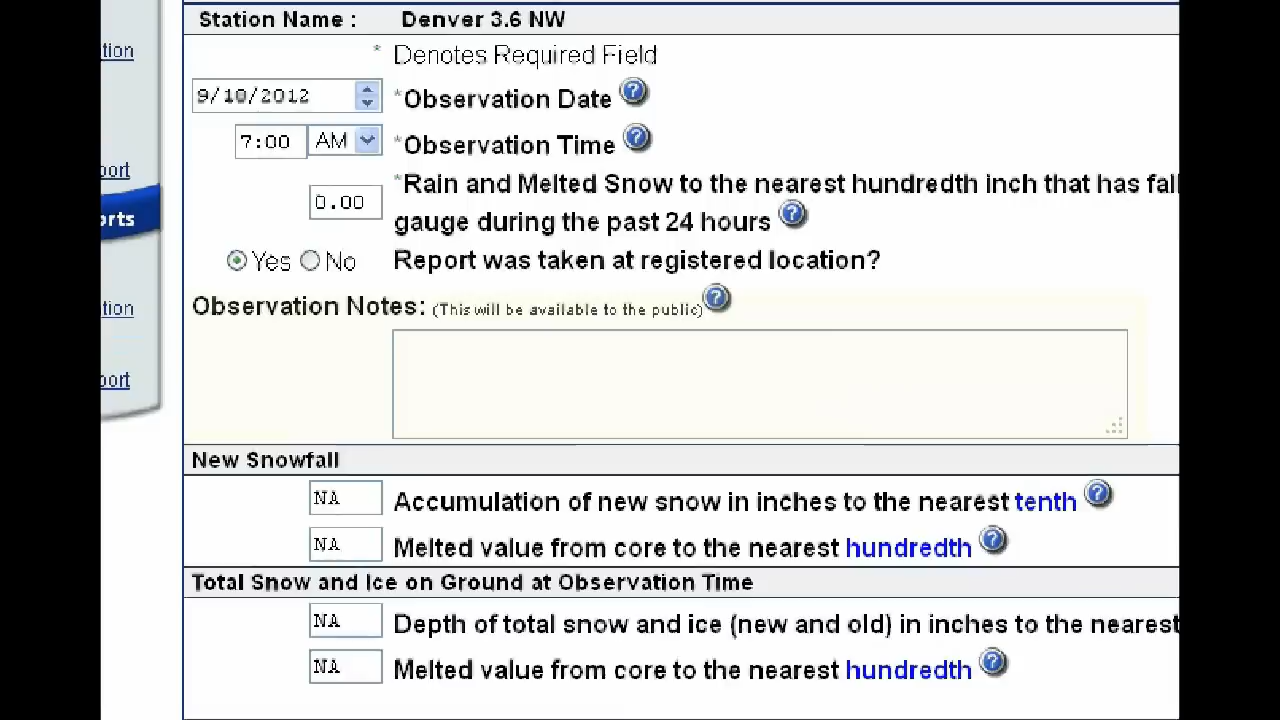 Station Name : Denver 3.6 NW
* Denotes Required Field
9/10/2012 *Observation Date ?
7:00 AM *Observation Time ?
*Rain and Melted Snow to the nearest hundredth inch that has fal
0.00
gauge during the past 24 hours ?
Yes No Report was taken at registered location?
Observation Notes: (This will be available to the public) ?
New Snowfall
NA Accumulation of new snow in inches to the nearest tenth ?
NA Melted value from core to the nearest hundredth ?
Total Snow and Ice on Ground at Observation Time
NA Depth of total snow and ice (new and old) in inches to the nearest
NA Melted value from core to the nearest hundredth ?
tion
port
orts
tion
port